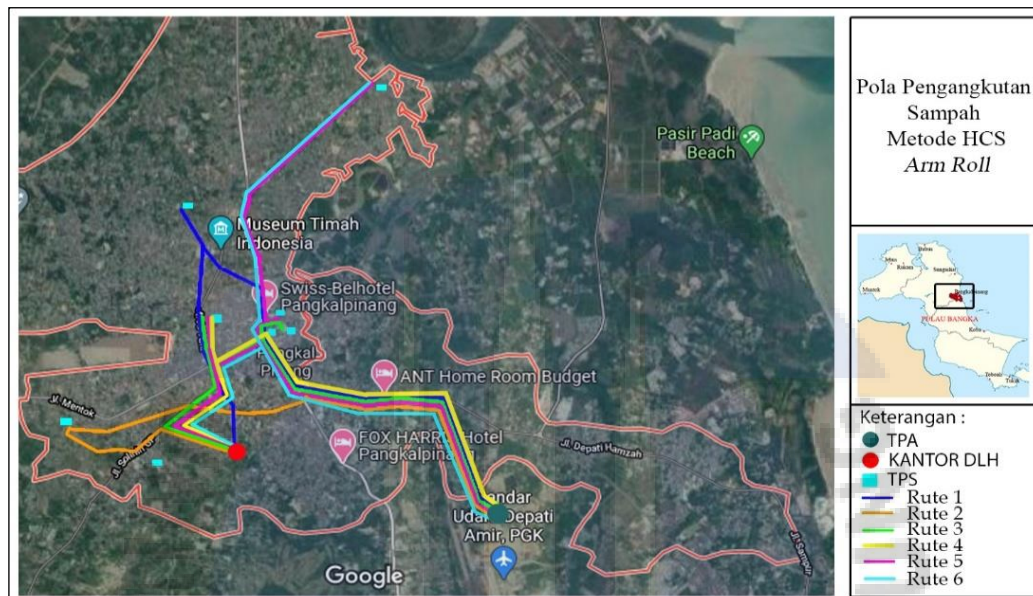 Pasir Padi
Beach
Museum Timah
Indonesia
Swiss-Belhotel
Pangkalpinang
Pangkal
Pinang
ANT Home Room Budget
Jl. Mentok
FOX HARRIS Hotel
Pangkalpinang
Jl. Depati Hamzah
Bandar
Udara Depati
Amir, PGK
Google
Pola Pengangkutan
Sampah
Metode HCS
Arm Roll
PULAU BANGKA
Keterangan :
TPA
KANTOR DLH
TPS
Rute 1
Rute 2
Rute 3
Rute 4
Rute 5
Rute 6